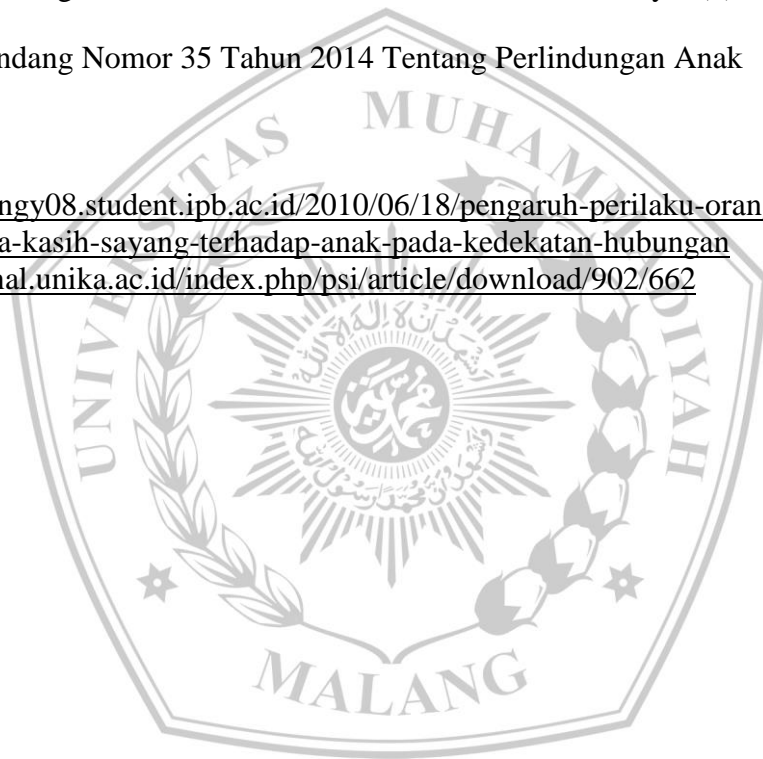 ndang Nomor 35 Tahun 2014 Tentang Perlindungan Anak
ngy08.student.ipb.ac.id/2010/06/18/pengaruh-perilaku-oran
a-kasih-sayang-terhadap-anak-pada-kedekatan-hubungan
nal.unika.ac.id/index.php/psi/article/download/902/662
UNIVERSITAS MUHAMMADIYAH
MALANG